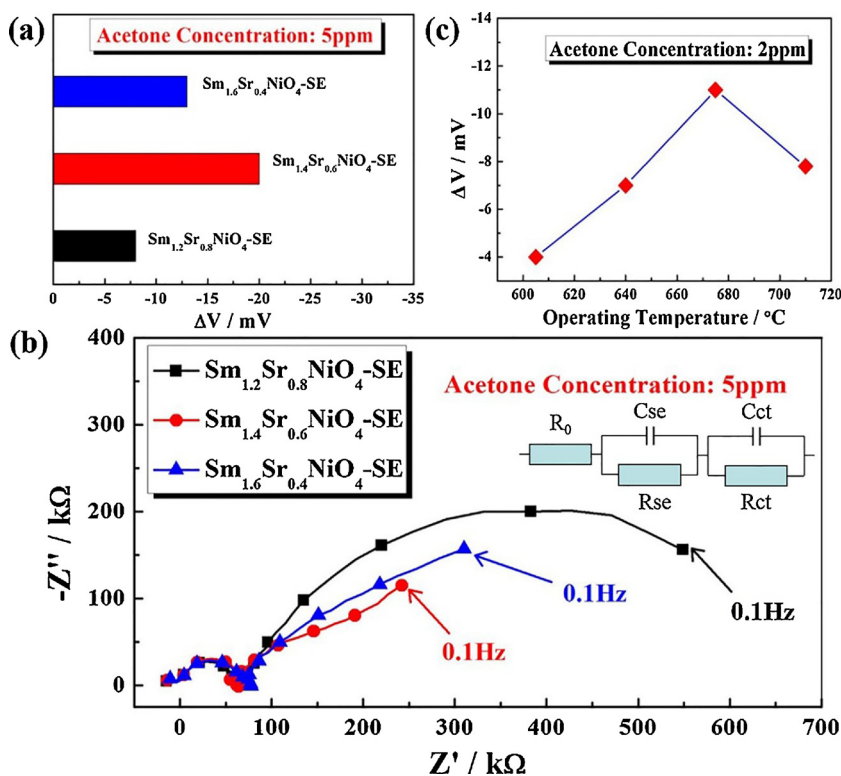 (a)
Acetone Concentration: 5ppm
Sm1.6Sr0.4NiO4-SE
Sm1.4Sr0.6NiO4-SE
Sm1.2Sr0.8NiO4-SE
0 -5 -10 -15 -20 -25 -30 -35
ΔV / mV
(c)
Acetone Concentration: 2ppm
-14
-12
-10
-8
-6
-4
ΔV / mV
600 620 640 660 680 700 720
Operating Temperature / °C
(b)
Sm1.2Sr0.8NiO4-SE
Sm1.4Sr0.6NiO4-SE
Sm1.6Sr0.4NiO4-SE
Acetone Concentration: 5ppm
R0
Cse
Cct
Rse
Rct
0.1Hz
0.1Hz
0.1Hz
400
300
200
100
0
-Z'' / kΩ
0 100 200 300 400 500 600 700
Z' / kΩ